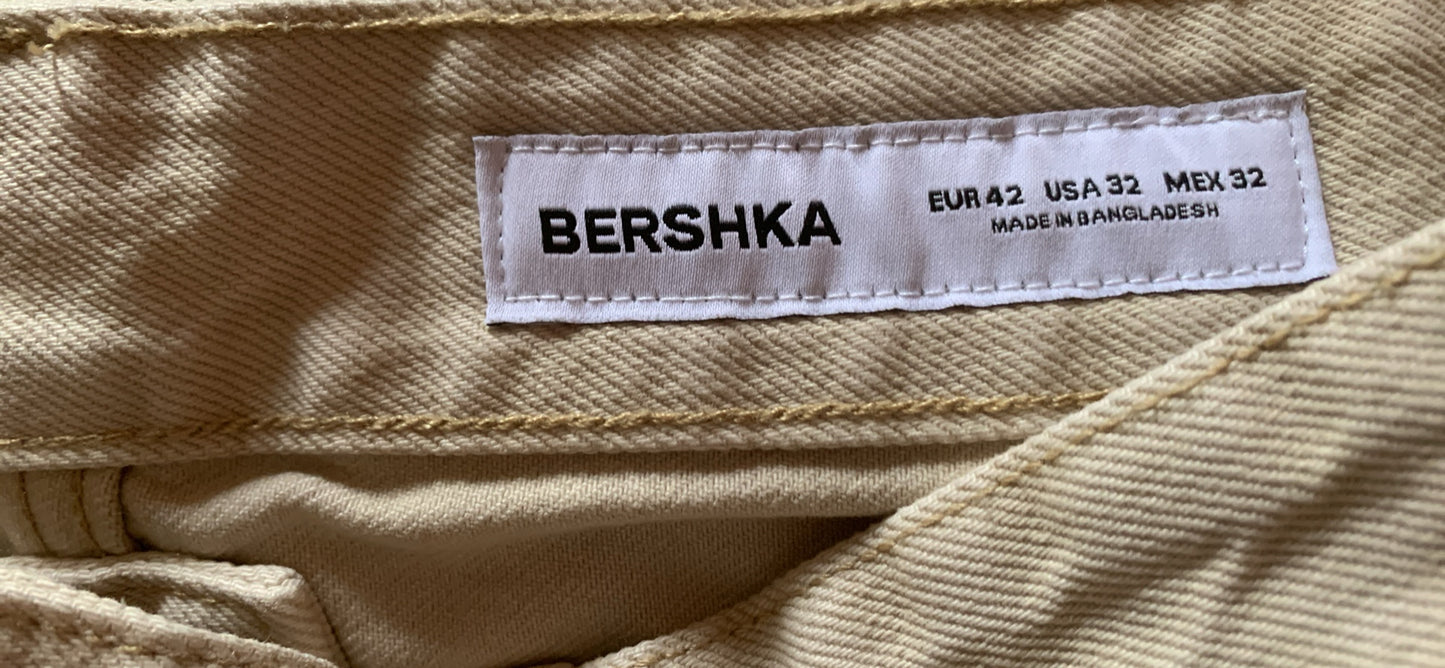 BERSHKA
EUR 42 USA 32 MEX 32
MADE IN BANGLADESH